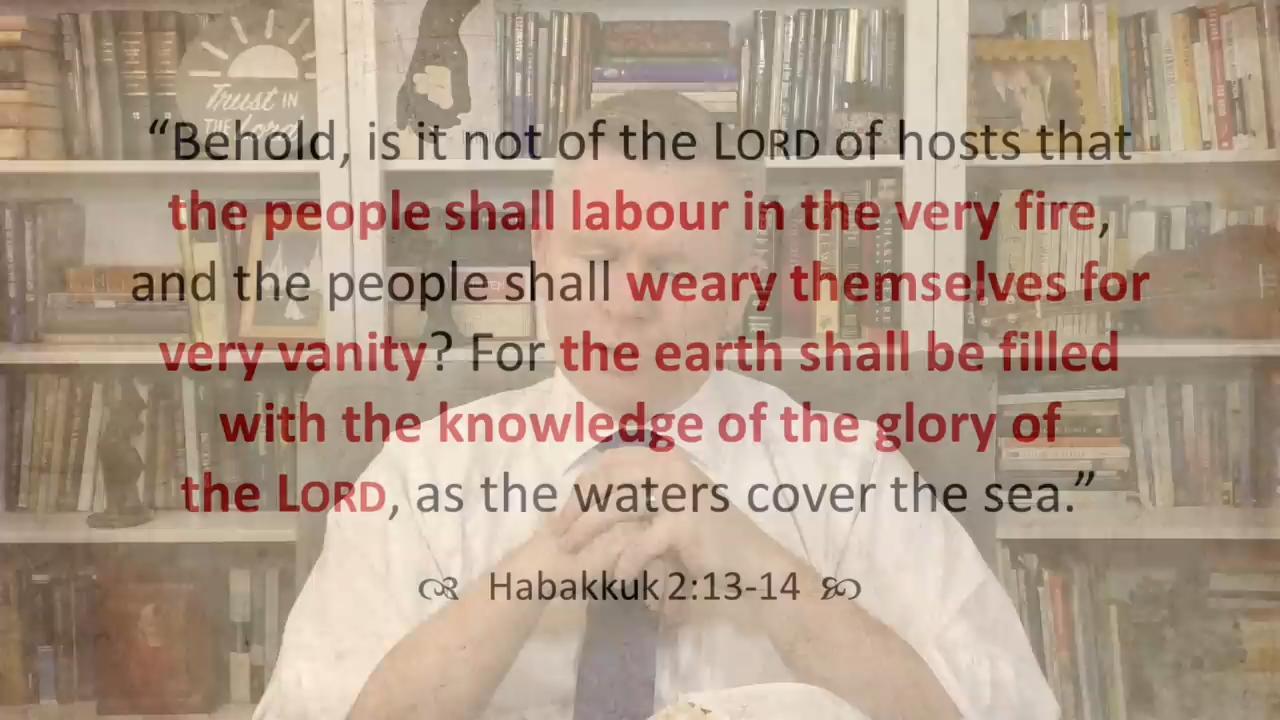 Trust IN
THE Lord
“Behold, is it not of the LORD of hosts that
the people shall labour in the very fire,
and the people shall weary themselves for
very vanity? For the earth shall be filled
with the knowledge of the glory of
the LORD, as the waters cover the sea.”
Habakkuk 2:13-14